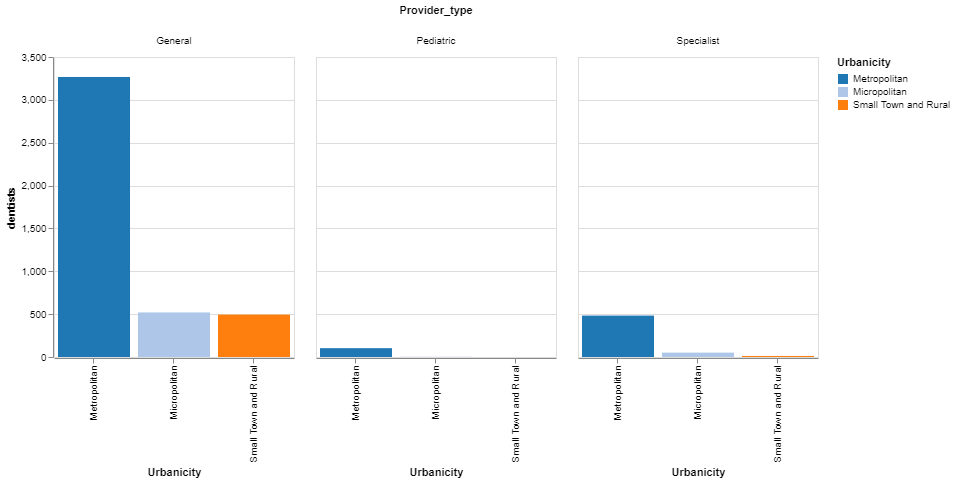 Provider_type
General
Pediatric
Specialist
3,500
3,000
2,500
2,000
1,500
1,000
500
0
dentists
Metropolitan
Micropolitan
Small Town and Rural
Metropolitan
Micropolitan
Small Town and Rural
Metropolitan
Micropolitan
Small Town and Rural
Urbanicity
Urbanicity
Urbanicity
Urbanicity
Metropolitan
Micropolitan
Small Town and Rural